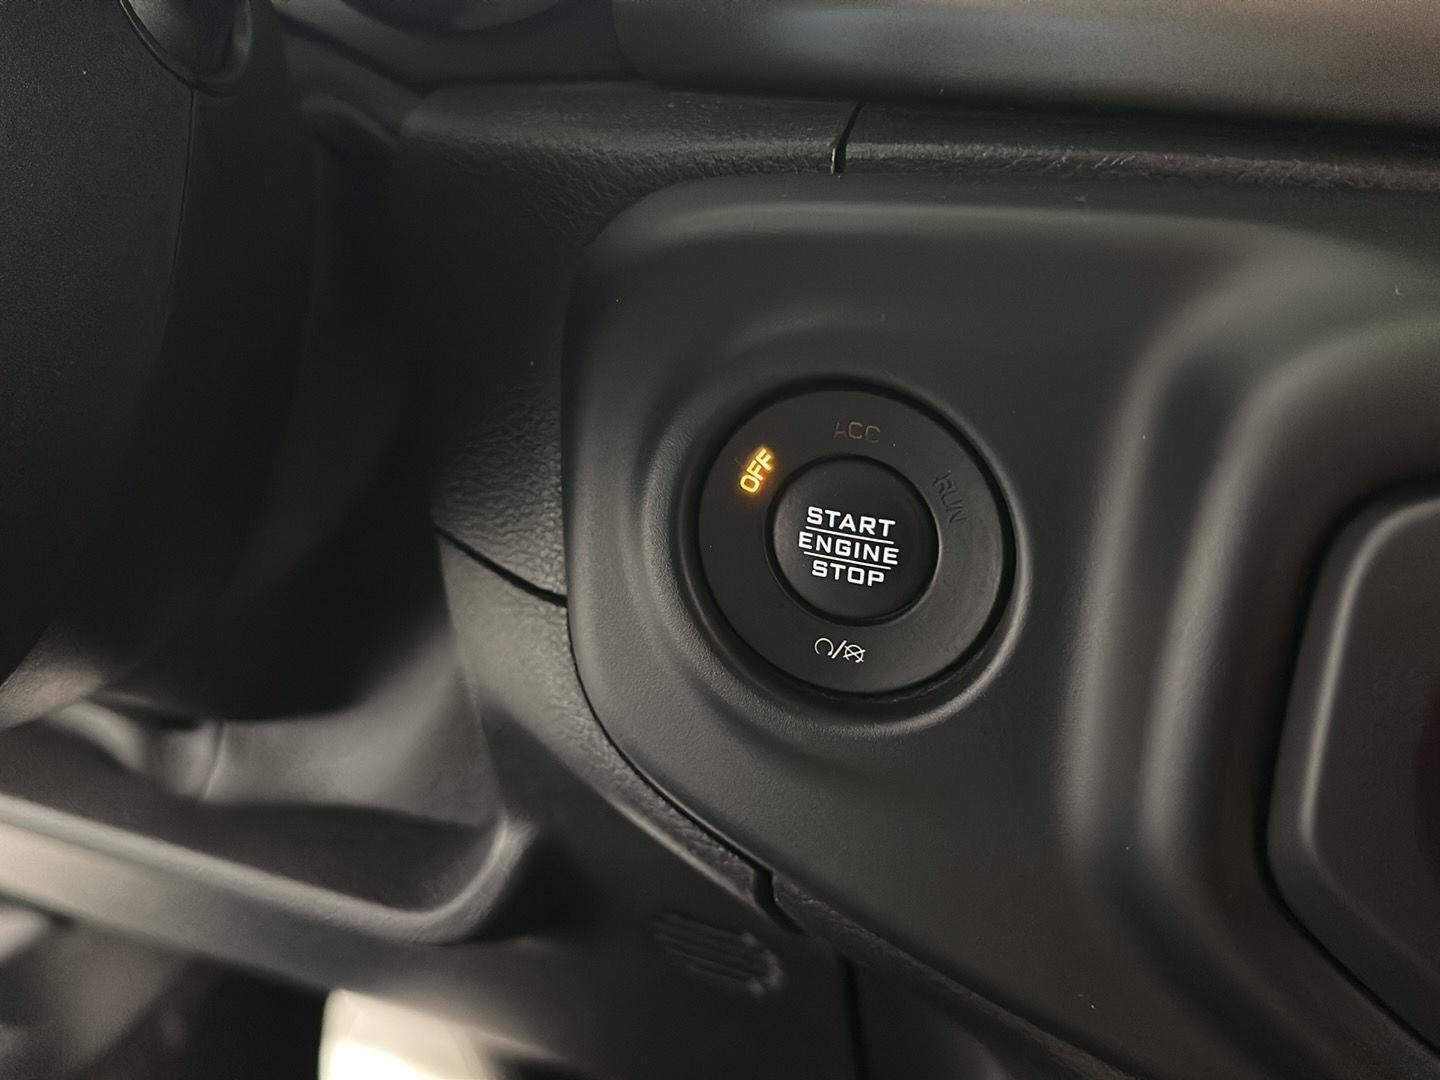 ACC
OFF
RUN
START
ENGINE
STOP